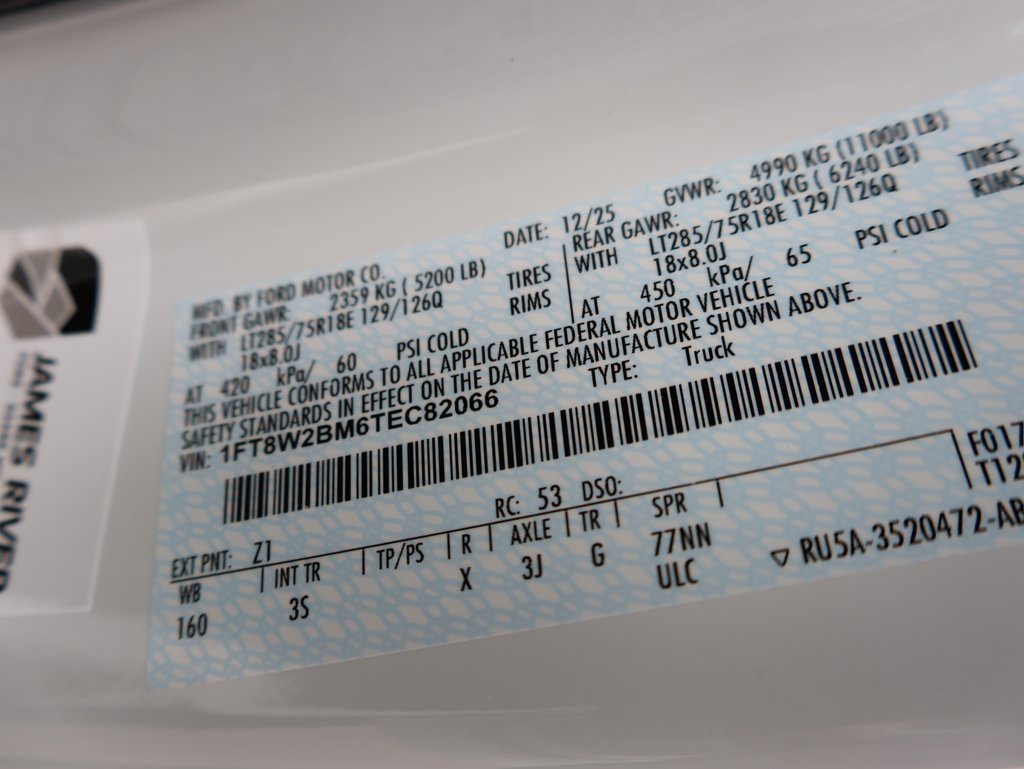 MFD. BY FORD MOTOR CO. DATE: 12/25 GVWR: 4990 KG (11000 LB)
FRONT GAWR: 2359 KG ( 5200 LB) REAR GAWR: 2830 KG ( 6240 LB)
WITH LT285/75R18E 129/126Q TIRES WITH LT285/75R18E 129/126Q TIRES
18x8.0J RIMS 18x8.0J RIMS
AT 420 kPa/ 60 PSI COLD AT 450 kPa/ 65 PSI COLD
THIS VEHICLE CONFORMS TO ALL APPLICABLE FEDERAL MOTOR VEHICLE
SAFETY STANDARDS IN EFFECT ON THE DATE OF MANUFACTURE SHOWN ABOVE.
VIN: 1FT8W2BM6TEC82066 TYPE: Truck
F017
T12
EXT PNT: Z1 RC: 53 DSO:
WB INT TR TP/PS R AXLE TR SPR
160 3S X 3J G 77NN
ULC
▽ RU5A-3520472-AB
JAMES RIVER